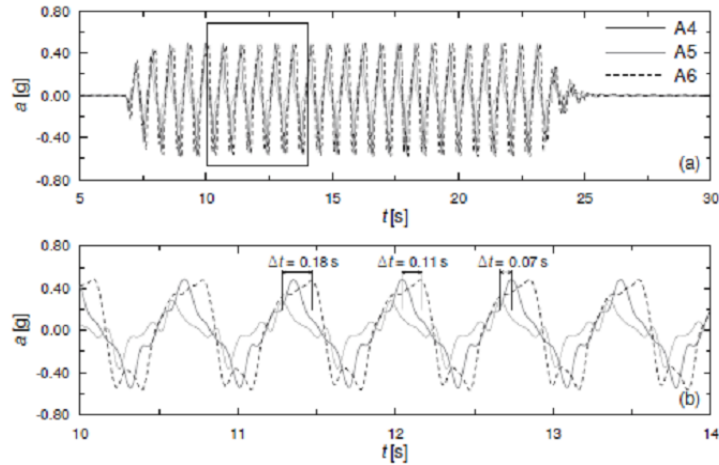 0.80
0.40
0.00
0.40
0.80
a [g]
A4
A5
A6
(a)
5 10 15 20 25 30
t [s]
0.80
0.40
0.00
0.40
0.80
a [g]
Δt = 0.18 s Δt = 0.11 s Δt = 0.07 s
(b)
10 11 12 13 14
t [s]